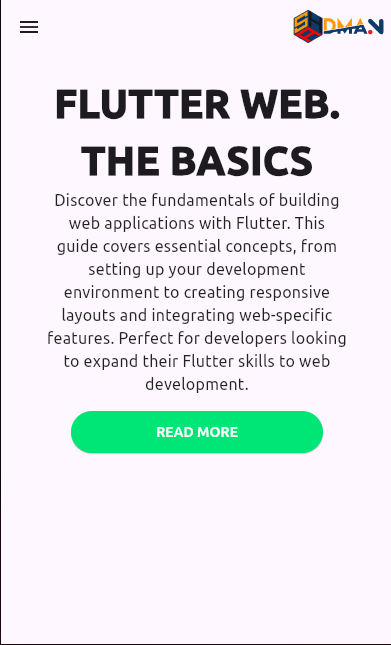 SNDMA.N
FLUTTER WEB.
THE BASICS
Discover the fundamentals of building
web applications with Flutter. This
guide covers essential concepts, from
setting up your development
environment to creating responsive
layouts and integrating web-specific
features. Perfect for developers looking
to expand their Flutter skills to web
development.
READ MORE